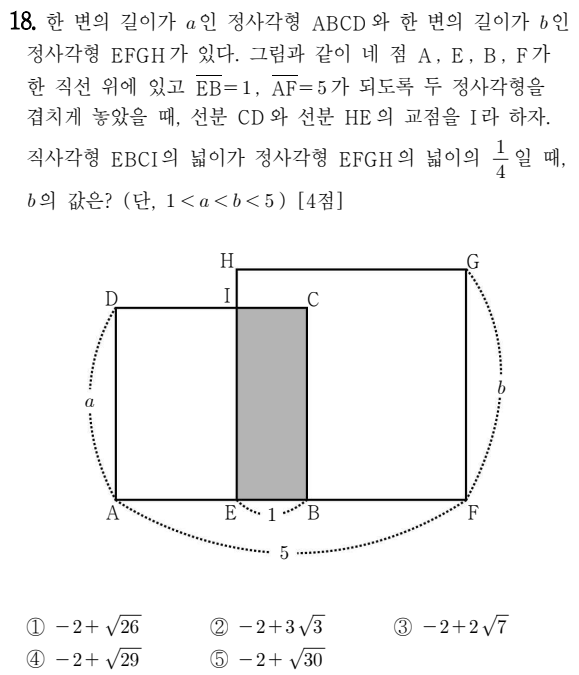 18. 한 변의 길이가 a인 정사각형 ABCD와 한 변의 길이가 b인
정사각형 EFGH가 있다. 그림과 같이 네 점 A, E, B, F가
한 직선 위에 있고 \overline{EB}=1, \overline{AF}=5가 되도록 두 정사각형을
겹치게 놓았을 때, 선분 CD와 선분 HE의 교점을 I라 하자.
직사각형 EBCI의 넓이가 정사각형 EFGH의 넓이의 \frac{1}{4}일 때,
b의 값은? (단, 1<a<b<5) [4점]
H G
D I C
a b
A E 1 B F
5
① -2+√26 ② -2+3√3 ③ -2+2√7
④ -2+√29 ⑤ -2+√30